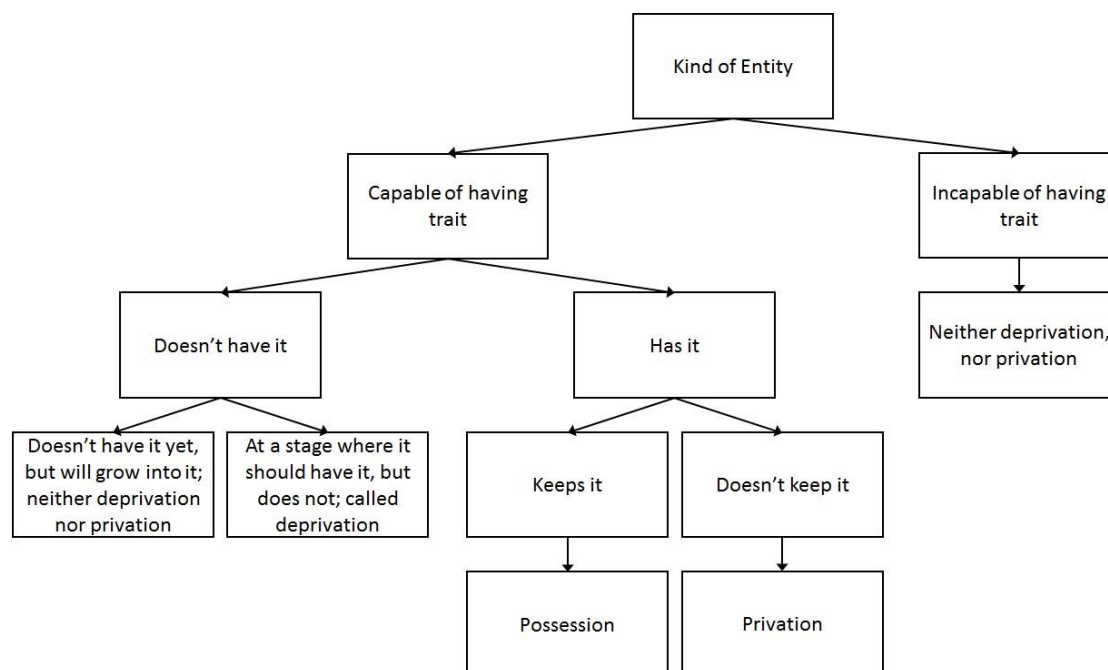 Kind of Entity
Capable of having
trait
Incapable of having
trait
Doesn’t have it
Has it
Neither deprivation,
nor privation
Doesn’t have it yet,
but will grow into it;
neither deprivation
nor privation
At a stage where it
should have it, but
does not; called
deprivation
Keeps it
Doesn’t keep it
Possession
Privation